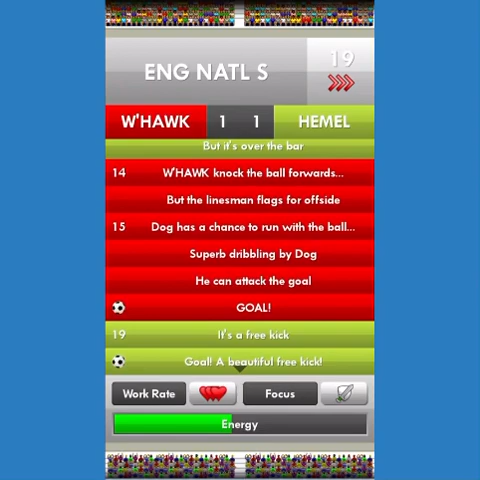 ENG NATL S
19
W'HAWK 1 1 HEMEL
But it's over the bar
14 W'HAWK knock the ball forwards...
But the linesman flags for offside
15 Dog has a chance to run with the ball...
Superb dribbling by Dog
He can attack the goal
GOAL!
19 It's a free kick
Goal! A beautiful free kick!
Work Rate Focus
Energy